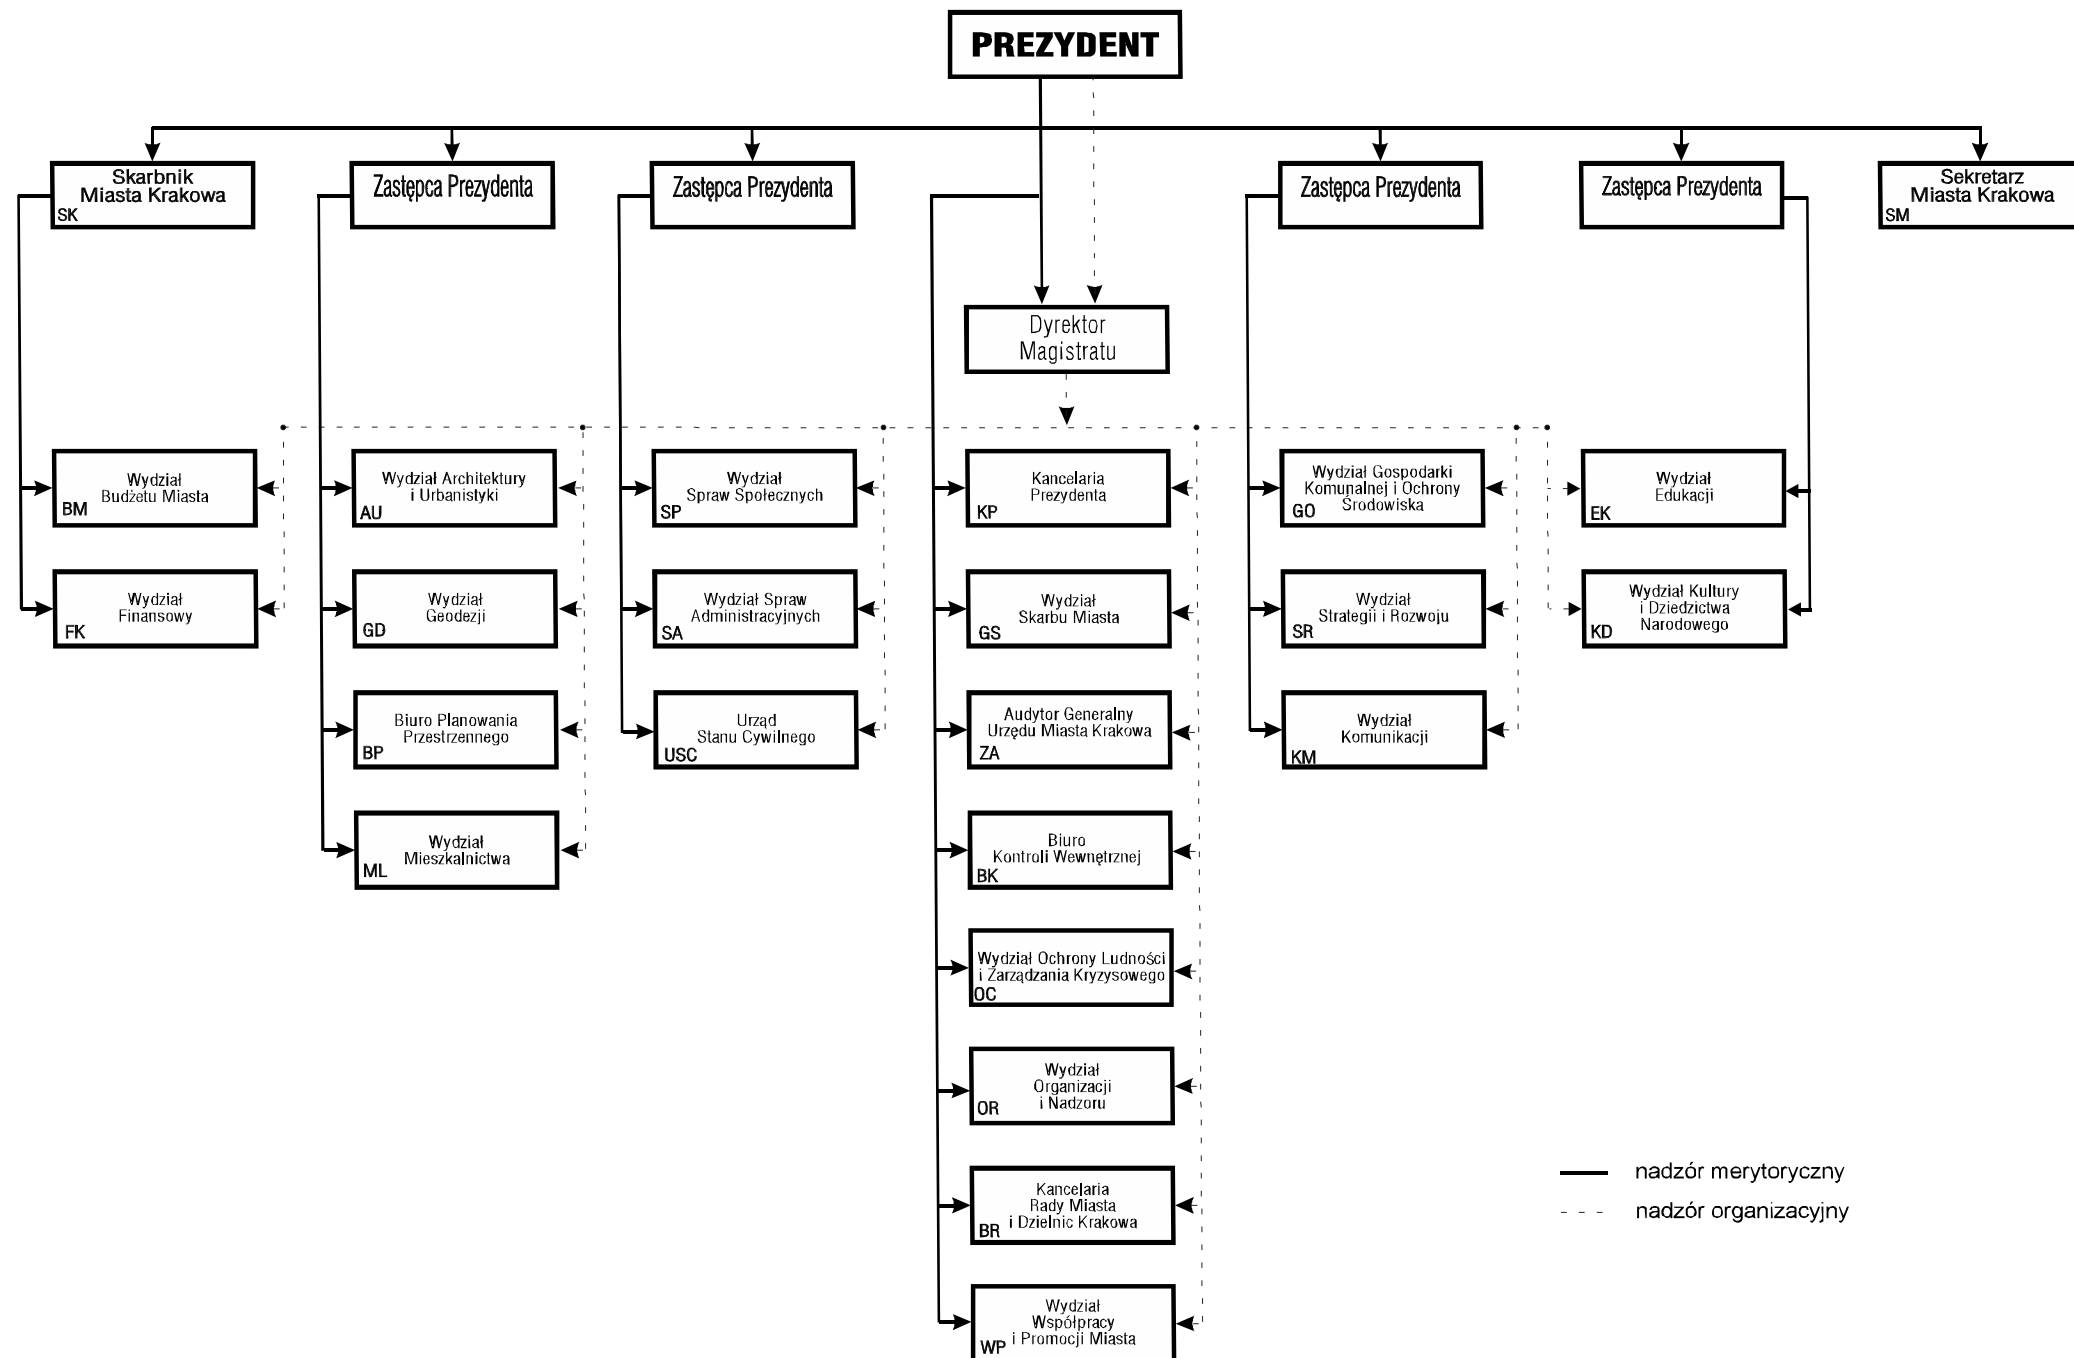 PREZYDENT
Skarbnik
Miasta Krakowa
SK
Zastępca Prezydenta
Zastępca Prezydenta
Zastępca Prezydenta
Zastępca Prezydenta
Sekretarz
Miasta Krakowa
SM
Dyrektor
Magistratu
Wydział
Budżetu Miasta
BM
Wydział Architektury
i Urbanistyki
AU
Wydział
Spraw Społecznych
SP
Kancelaria
Prezydenta
KP
Wydział Gospodarki
Komunalnej i Ochrony
Środowiska
GO
Wydział
Edukacji
EK
Wydział
Finansowy
FK
Wydział
Geodezji
GD
Wydział Spraw
Administracyjnych
SA
Wydział
Skarbu Miasta
GS
Wydział
Strategii i Rozwoju
SR
Wydział Kultury
i Dziedzictwa
Narodowego
KD
Biuro Planowania
Przestrzennego
BP
Urząd
Stanu Cywilnego
USC
Audytor Generalny
Urzędu Miasta Krakowa
ZA
Wydział
Komunikacji
KM
Wydział
Mieszkalnictwa
ML
Biuro
Kontroli Wewnętrznej
BK
Wydział Ochrony Ludności
i Zarządzania Kryzysowego
OC
Wydział
Organizacji
i Nadzoru
OR
Kancelaria
Rady Miasta
i Dzielnic Krakowa
BR
Wydział
Współpracy
i Promocji Miasta
WP
nadzór merytoryczny
nadzór organizacyjny